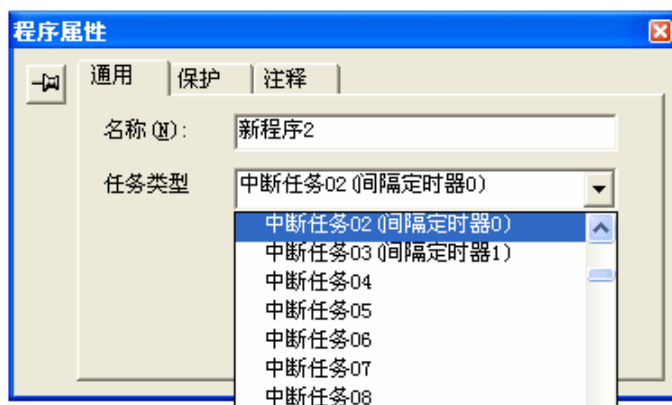 程序属性
通用 保护 注释
名称(N): 新程序2
任务类型 中断任务02(间隔定时器0)
中断任务02(间隔定时器0)
中断任务03(间隔定时器1)
中断任务04
中断任务05
中断任务06
中断任务07
中断任务08